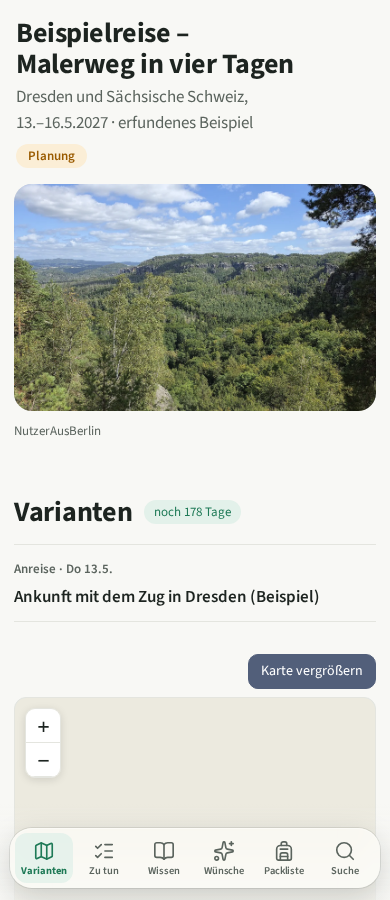 Beispielreise –
Malerweg in vier Tagen
Dresden und Sächsische Schweiz,
13.–16.5.2027 · erfundenes Beispiel
Planung
NutzerAusBerlin
Varianten noch 178 Tage
Anreise · Do 13.5.
Ankunft mit dem Zug in Dresden (Beispiel)
Karte vergrößern
+
−
Varianten Zu tun Wissen Wünsche Packliste Suche